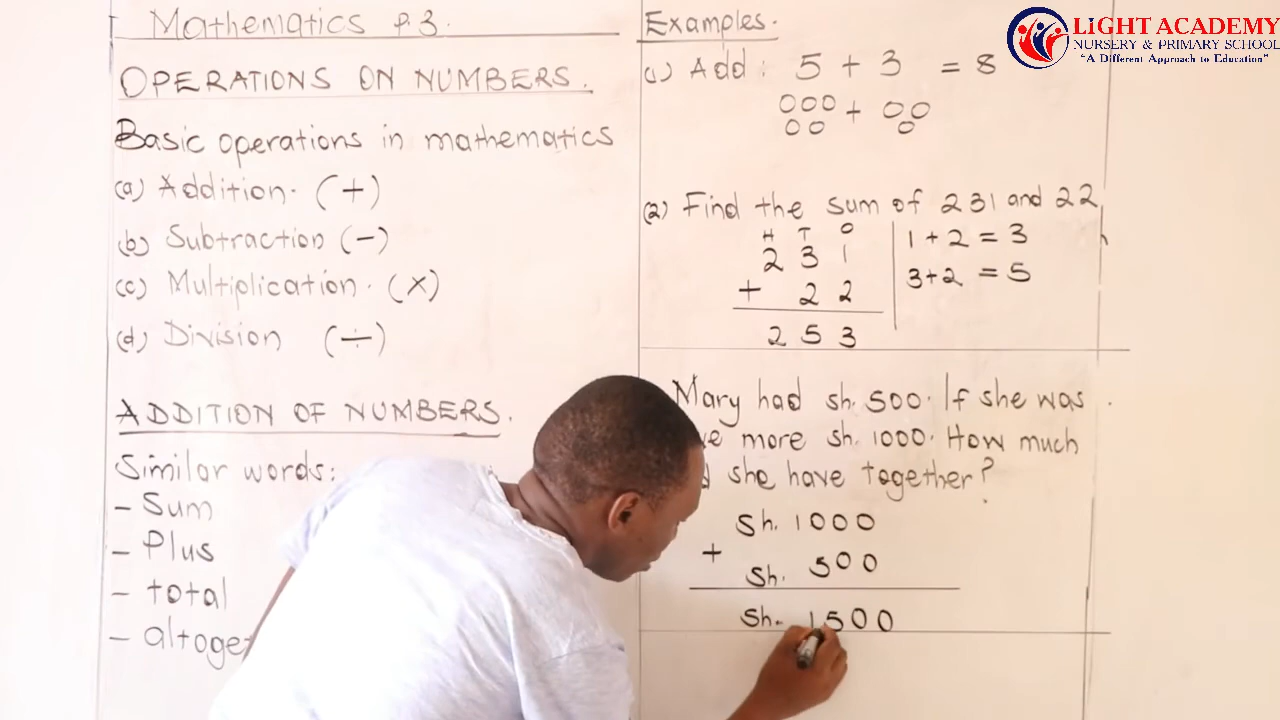 Mathematics P.3.
OPERATIONS ON NUMBERS.
Basic operations in mathematics
(a) Addition. (+)
(b) Subtraction (-)
(c) Multiplication. (×)
(d) Division (÷)
ADDITION OF NUMBERS.
Similar words:
- Sum
- Plus
- total
- altoge
Examples.
(1) Add: 5 + 3 = 8
ooo + oo
oo o
(2) Find the sum of 231 and 22
H T O
2 3 1
+ 2 2
2 5 3
1 + 2 = 3
3+2 = 5
Mary had sh. 500. If she was
more sh. 1000. How much
she have together?
Sh. 1000
+
Sh. 500
Sh. 1500
LIGHT ACADEMY
NURSERY & PRIMARY SCHOOL
"A Different Approach to Education"